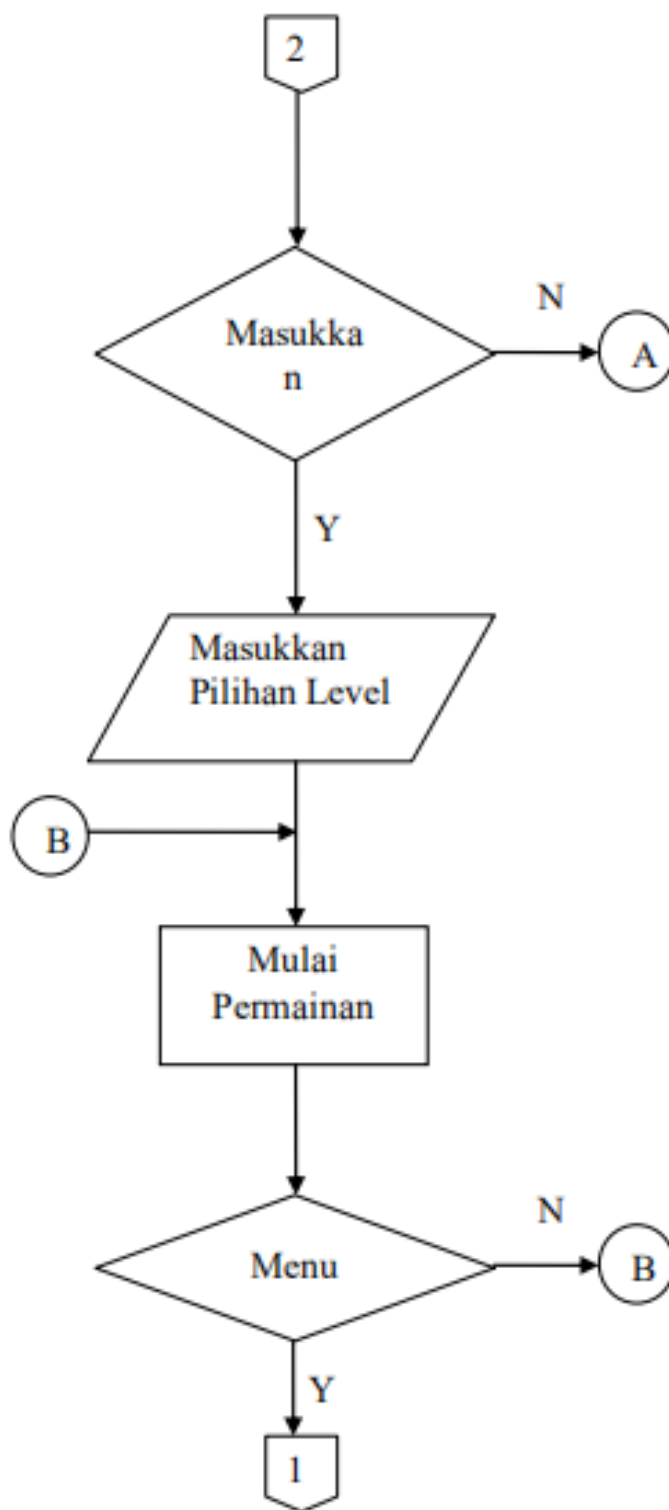 2
Masukka
n
N
A
Y
Masukkan
Pilihan Level
B
Mulai
Permainan
Menu
N
B
Y
1